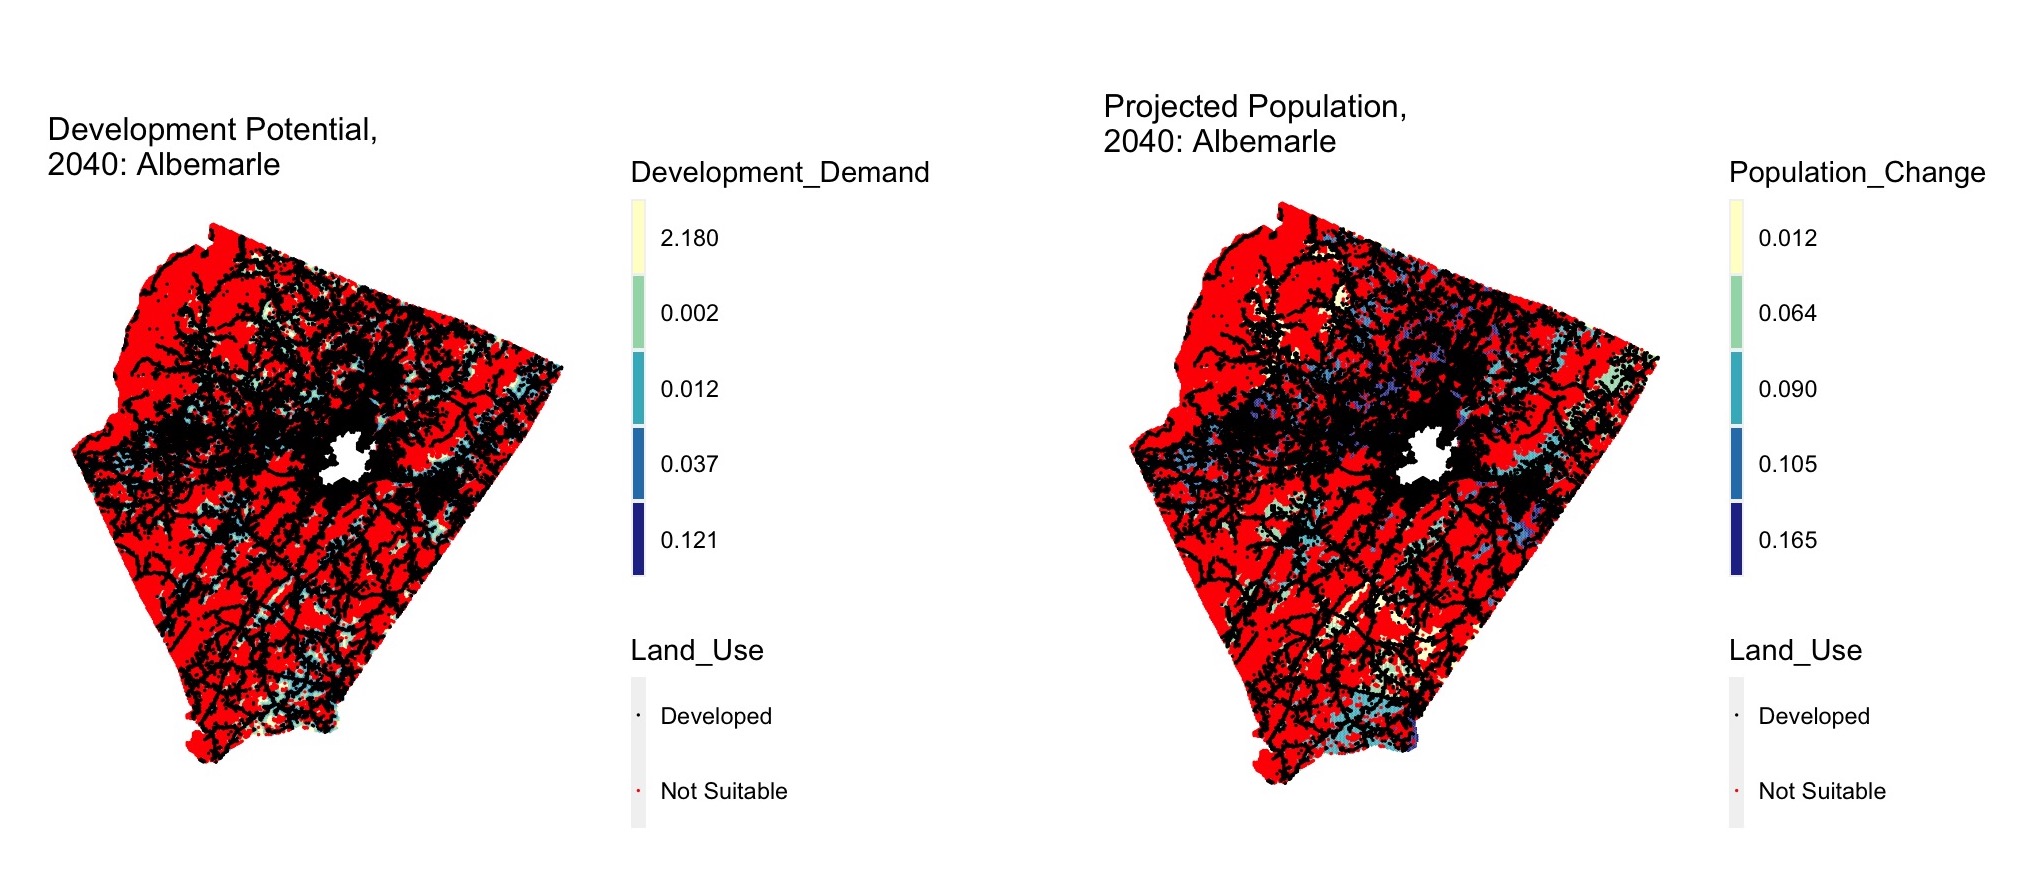 Development Potential,
2040: Albemarle
Development_Demand
2.180
0.002
0.012
0.037
0.121
Land_Use
Developed
Not Suitable
Projected Population,
2040: Albemarle
Population_Change
0.012
0.064
0.090
0.105
0.165
Land_Use
Developed
Not Suitable